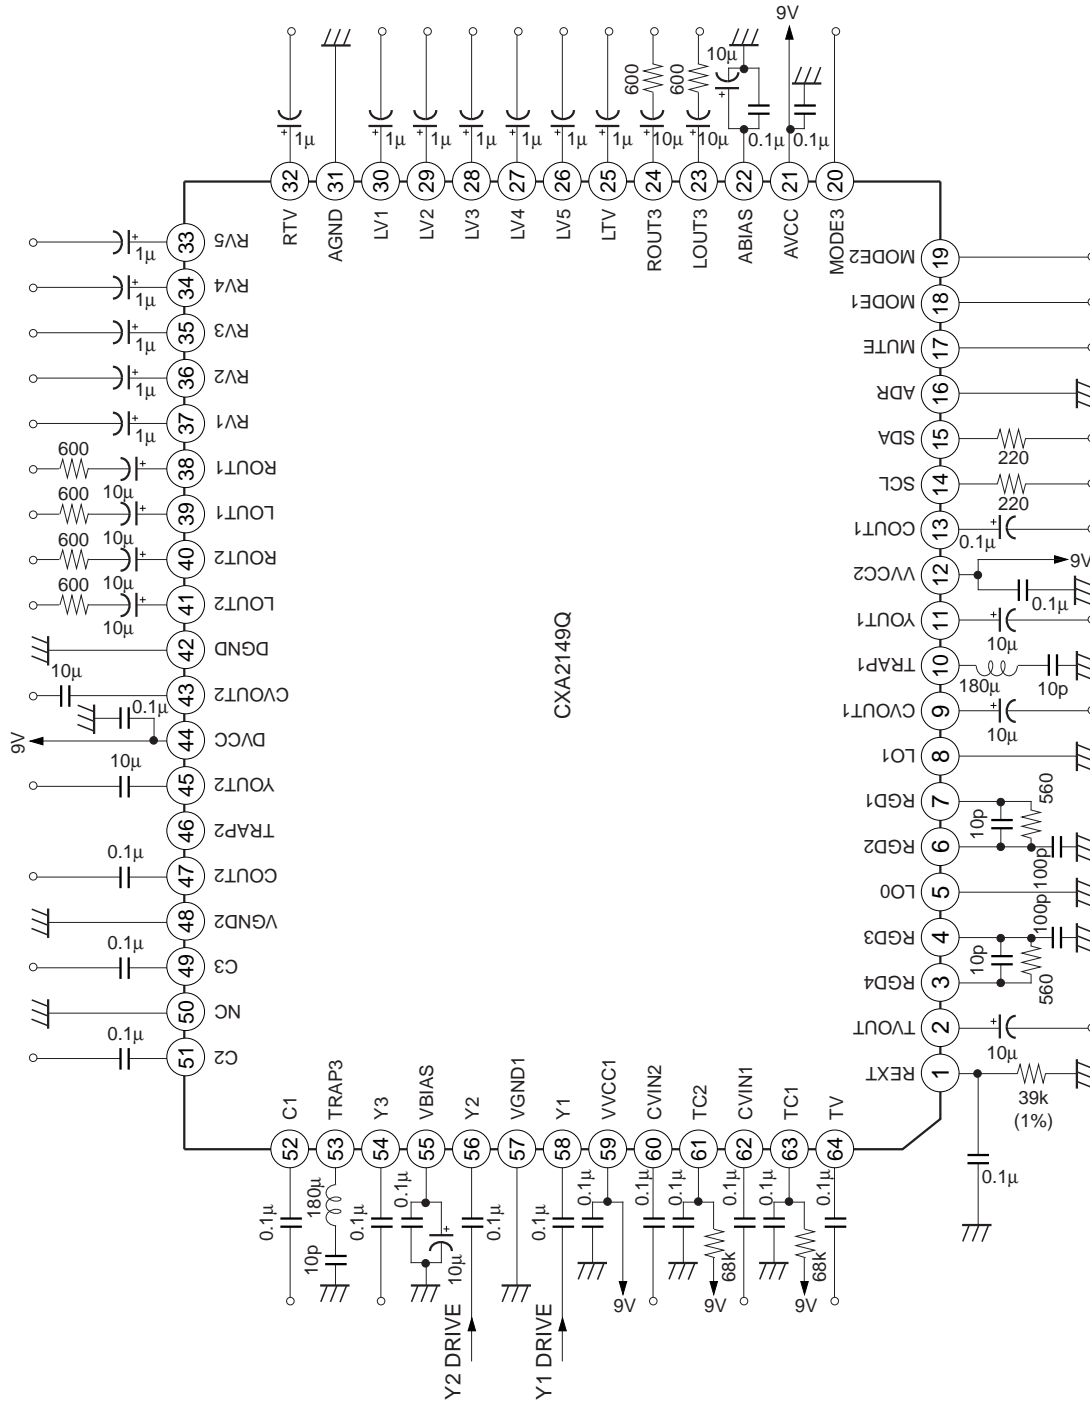 9V
600
600
10μ
+
+ 1μ
+ 1μ
+ 1μ
+ 1μ
+ 1μ
+ 1μ
+ 1μ
+ 10μ
+ 10μ
0.1μ
0.1μ
32
31
30
29
28
27
26
25
24
23
22
21
20
RTV
AGND
LV1
LV2
LV3
LV4
LV5
LTV
ROUT3
LOUT3
ABIAS
AVCC
MODE3
+ 1μ
33
RV5
+ 1μ
34
RV4
+ 1μ
35
RV3
+ 1μ
36
RV2
+ 1μ
37
RV1
600
10μ
+
38
ROUT1
600
10μ
+
39
LOUT1
600
10μ
+
40
ROUT2
600
10μ
+
41
LOUT2
42
DGND
10μ
43
CVOUT2
0.1μ
9V
44
DVCC
10μ
45
YOUT2
46
TRAP2
0.1μ
47
COUT2
48
VGND2
0.1μ
49
C3
50
NC
0.1μ
51
C2
CXA2149Q
MODE2
19
MODE1
18
MUTE
17
ADR
16
SDA
15
220
SCL
14
220
COUT1
13
+
0.1μ
VVCC2
12
9V
0.1μ
YOUT1
11
+
10μ
TRAP1
10
180μ
10p
CVOUT1
9
+
10μ
LO1
8
RGD1
7
10p
560
RGD2
6
100p
LO0
5
RGD3
4
100p
10p
RGD4
3
560
TVOUT
2
+
10μ
REXT
1
39k
(1%)
0.1μ
C1
TRAP3
Y3
VBIAS
Y2
VGND1
Y1
VVCC1
CVIN2
TC2
CVIN1
TC1
TV
52
53
54
55
56
57
58
59
60
61
62
63
64
0.1μ
180μ
10p
0.1μ
0.1μ
+
10μ
0.1μ
0.1μ
0.1μ
0.1μ
0.1μ
68k
0.1μ
0.1μ
68k
0.1μ
9V
9V
9V
Y2 DRIVE
Y1 DRIVE